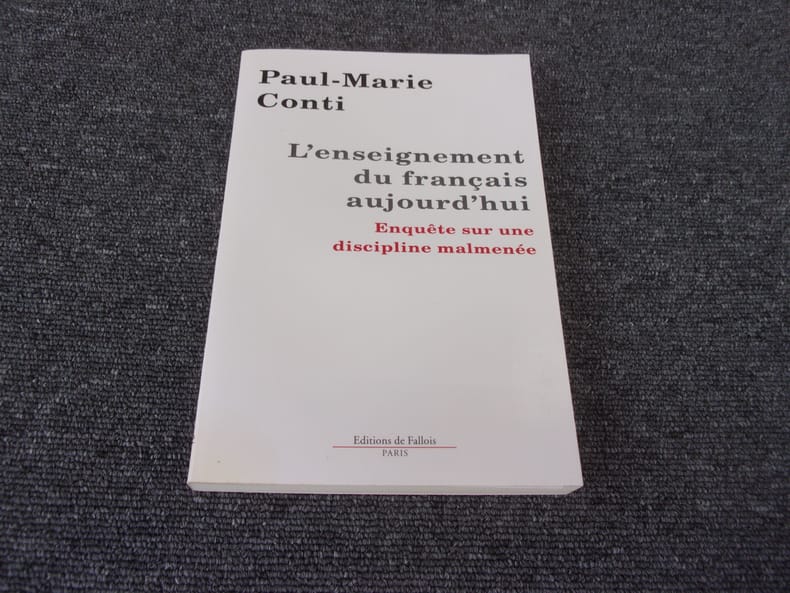 Paul-Marie
Conti
L'enseignement
du français
aujourd'hui
Enquête sur une
discipline malmenée
Editions de Fallois
PARIS